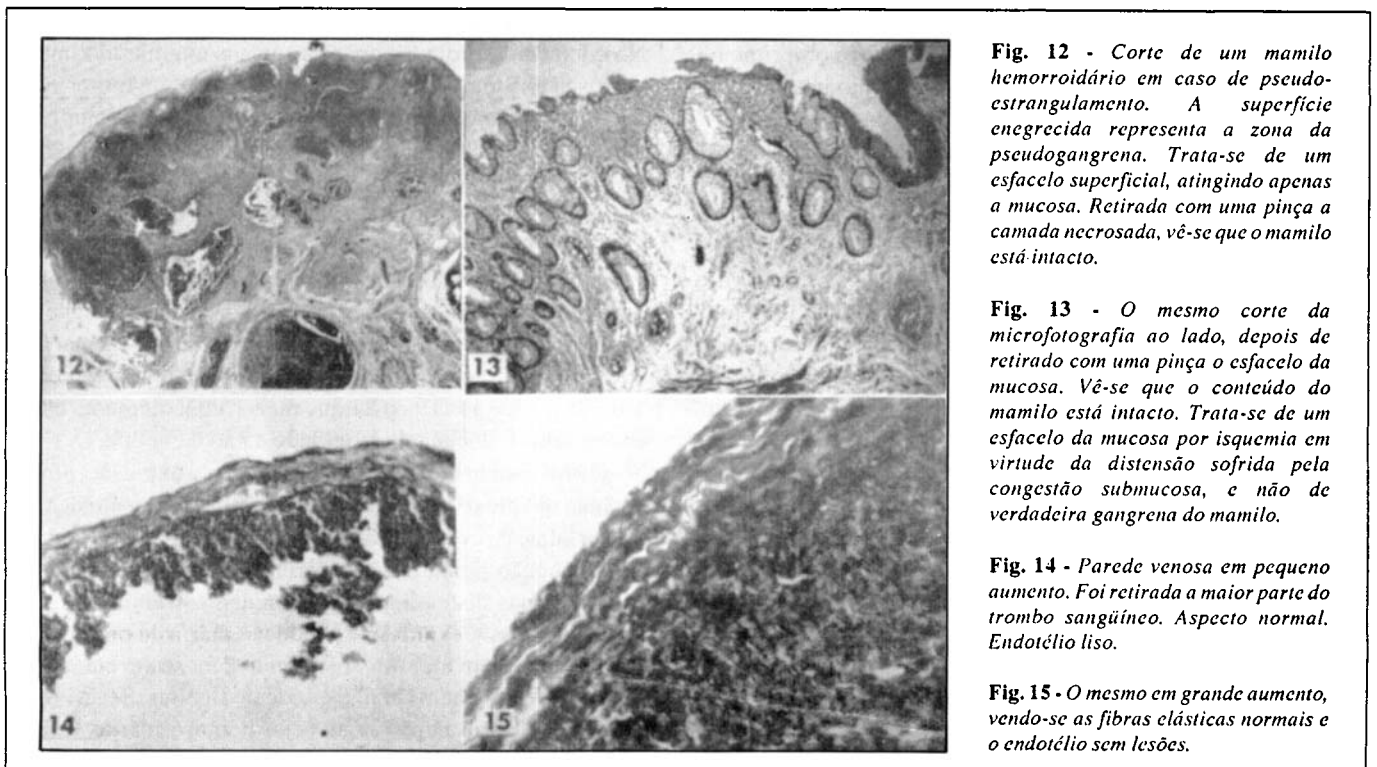 12
13
14
15
Fig. 12 - Corte de um mamilo
hemorroidário em caso de pseudo-
estrangulamento. A superfície
enegrecida representa a zona da
pseudogangrena. Trata-se de um
esfacelo superficial, atingindo apenas
a mucosa. Retirada com uma pinça a
camada necrosada, vê-se que o mamilo
está intacto.
Fig. 13 - O mesmo corte da
microfotografia ao lado, depois de
retirado com uma pinça o esfacelo da
mucosa. Vê-se que o conteúdo do
mamilo está intacto. Trata-se de um
esfacelo da mucosa por isquemia em
virtude da distensão sofrida pela
congestão submucosa, e não de
verdadeira gangrena do mamilo.
Fig. 14 - Parede venosa em pequeno
aumento. Foi retirada a maior parte do
trombo sangüíneo. Aspecto normal.
Endotélio liso.
Fig. 15 - O mesmo em grande aumento,
vendo-se as fibras elásticas normais e
o endotélio sem lesões.